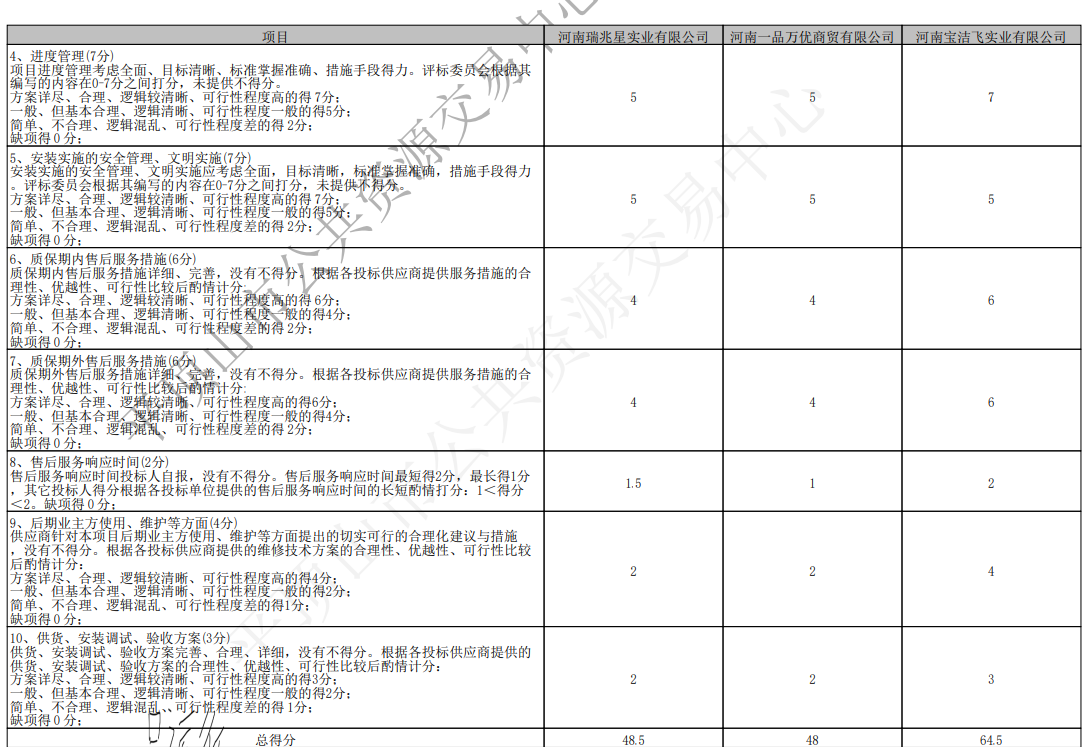 项目 河南瑞兆星实业有限公司 河南一品万优商贸有限公司 河南宝洁飞实业有限公司
4、进度管理(7分)
项目进度管理考虑全面、目标清晰、标准掌握准确、措施手段得力。评标委员会根据其
编写的内容在0-7分之间打分，未提供不得分。
方案详尽、合理、逻辑较清晰、可行性程度高的得7分；
一般、但基本合理、逻辑清晰、可行性程度一般的得5分；
简单、不合理、逻辑混乱、可行性程度差的得2分；
缺项得0分；
5 5 7
5、安装实施的安全管理、文明实施(7分)
安装实施的安全管理、文明实施应考虑全面，目标清晰，标准掌握准确，措施手段得力
。评标委员会根据其编写的内容在0-7分之间打分，未提供不得分。
方案详尽、合理、逻辑较清晰、可行性程度高的得7分；
一般、但基本合理、逻辑清晰、可行性程度一般的得5分；
简单、不合理、逻辑混乱、可行性程度差的得2分；
缺项得0分；
5 5 5
6、质保期内售后服务措施(6分)
质保期内售后服务措施详细、完善，没有不得分。根据各投标供应商提供服务措施的合
理性、优越性、可行性比较后酌情计分：
方案详尽、合理、逻辑较清晰、可行性程度高的得6分；
一般、但基本合理、逻辑清晰、可行性程度一般的得4分；
简单、不合理、逻辑混乱、可行性程度差的得2分；
缺项得0分；
4 4 6
7、质保期外售后服务措施(6分)
质保期外售后服务措施详细、完善，没有不得分。根据各投标供应商提供服务措施的合
理性、优越性、可行性比较后酌情计分：
方案详尽、合理、逻辑较清晰、可行性程度高的得6分；
一般、但基本合理、逻辑清晰、可行性程度一般的得4分；
简单、不合理、逻辑混乱、可行性程度差的得2分；
缺项得0分；
4 4 6
8、售后服务响应时间(2分)
售后服务响应时间投标人自报，没有不得分。售后服务响应时间最短得2分，最长得1分
，其它投标人得分根据各投标单位提供的售后服务响应时间的长短酌情打分：1＜得分
＜2。缺项得0分；
1.5 1 2
9、后期业主方使用、维护等方面(4分)
供应商针对本项目后期业主方使用、维护等方面提出的切实可行的合理化建议与措施
，没有不得分。根据各投标供应商提供的维修技术方案的合理性、优越性、可行性比较
后酌情计分：
方案详尽、合理、逻辑较清晰、可行性程度高的得4分；
一般、但基本合理、逻辑清晰、可行性程度一般的得2分；
简单、不合理、逻辑混乱、可行性程度差的得1分；
缺项得0分；
2 2 4
10、供货、安装调试、验收方案(3分)
供货、安装调试、验收方案完善、合理、详细，没有不得分。根据各投标供应商提供的
供货、安装调试、验收方案的合理性、优越性、可行性比较后酌情计分：
方案详尽、合理、逻辑较清晰、可行性程度高的得3分；
一般、但基本合理、逻辑清晰、可行性程度一般的得2分；
简单、不合理、逻辑混乱、可行性程度差的得1分；
缺项得0分；
2 2 3
总得分 48.5 48 64.5
平顶山市公共资源交易中心
平顶山市公共资源交易中心